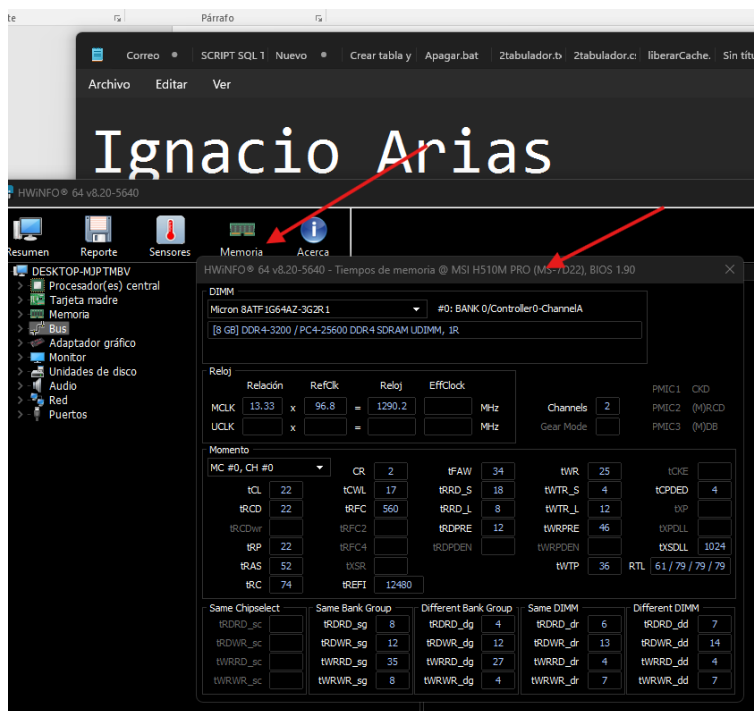 te
Párrafo
Correo
SCRIPT SQL 1
Nuevo
Crear tabla y
Apagar.bat
2tabulador.t
2tabulador.c
liberarCache.
Sin títu
Archivo Editar Ver
Ignacio Arias
HWiNFO® 64 v8.20-5640
Resumen Reporte Sensores Memoria Acerca
DESKTOP-MJPTMBV
Procesador(es) central
Tarjeta madre
Memoria
Bus
Adaptador gráfico
Monitor
Unidades de disco
Audio
Red
Puertos
HWiNFO® 64 v8.20-5640 - Tiempos de memoria @ MSI H510M PRO (MS-7D22), BIOS 1.90
DIMM
Micron 8ATF1G64AZ-3G2R1 #0: BANK 0/Controller0-ChannelA
[8 GB] DDR4-3200 / PC4-25600 DDR4 SDRAM UDIMM, 1R
Reloj
Relación RefClk Reloj EffClock
MCLK 13.33 x 96.8 = 1290.2 MHz Channels 2
UCLK x = MHz Gear Mode
PMIC1 CKD
PMIC2 (M)RCD
PMIC3 (M)DB
Momento
MC #0, CH #0 CR 2 tFAW 34 tWR 25 tCKE
tCL 22 tCWL 17 tRRD_S 18 tWTR_S 4 tCPDED 4
tRCD 22 tRFC 560 tRRD_L 8 tWTR_L 12 tXP
tRCDwr tRFC2 tRDPRE 12 tWRPRE 46 tXPDLL
tRP 22 tRFC4 tRDPDEN tWRPDEN tXSDLL 1024
tRAS 52 tXSR tWTP 36 RTL 61 / 79 / 79 / 79
tRC 74 tREFI 12480
Same Chipselect Same Bank Group Different Bank Group Same DIMM Different DIMM
tRDRD_sc tRDRD_sg 8 tRDRD_dg 4 tRDRD_dr 6 tRDRD_dd 7
tRDWR_sc tRDWR_sg 12 tRDWR_dg 12 tRDWR_dr 13 tRDWR_dd 14
tWRRD_sc tWRRD_sg 35 tWRRD_dg 27 tWRRD_dr 4 tWRRD_dd 4
tWRWR_sc tWRWR_sg 8 tWRWR_dg 4 tWRWR_dr 7 tWRWR_dd 7